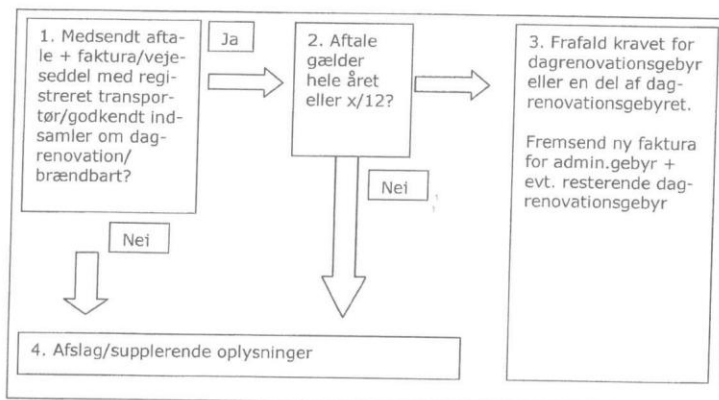 1. Medsendt afta-
le + faktura/veje-
seddel med regi-
streret transpor-
tør/godkendt ind-
samler om dag-
renovation/
brændbart?
Ja
2. Aftale
gælder
hele året
eller x/12?
3. Frafald kravet for
dagrenovationsgebyr
eller en del af dag-
renovationsgebyret.
Fremsend ny faktura
for admin.gebyr +
evt. resterende dag-
renovationsgebyr
Nei
Nei
4. Afslag/supplerende oplysninger